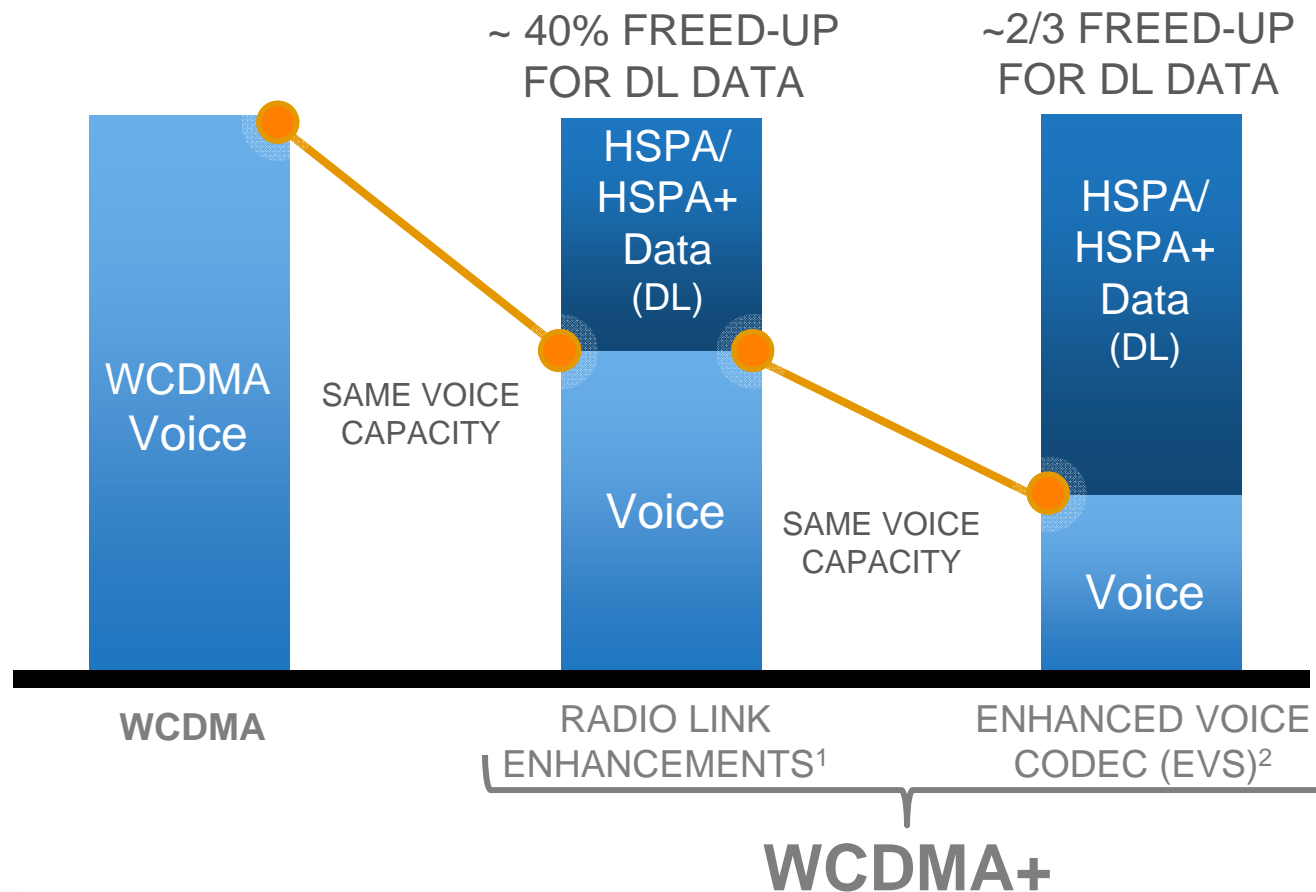 ~ 40% FREED-UP
FOR DL DATA
~2/3 FREED-UP
FOR DL DATA
WCDMA
Voice
SAME VOICE
CAPACITY
HSPA/
HSPA+
Data
(DL)
Voice
SAME VOICE
CAPACITY
HSPA/
HSPA+
Data
(DL)
Voice
WCDMA
RADIO LINK
ENHANCEMENTS¹
ENHANCED VOICE
CODEC (EVS)²
WCDMA+